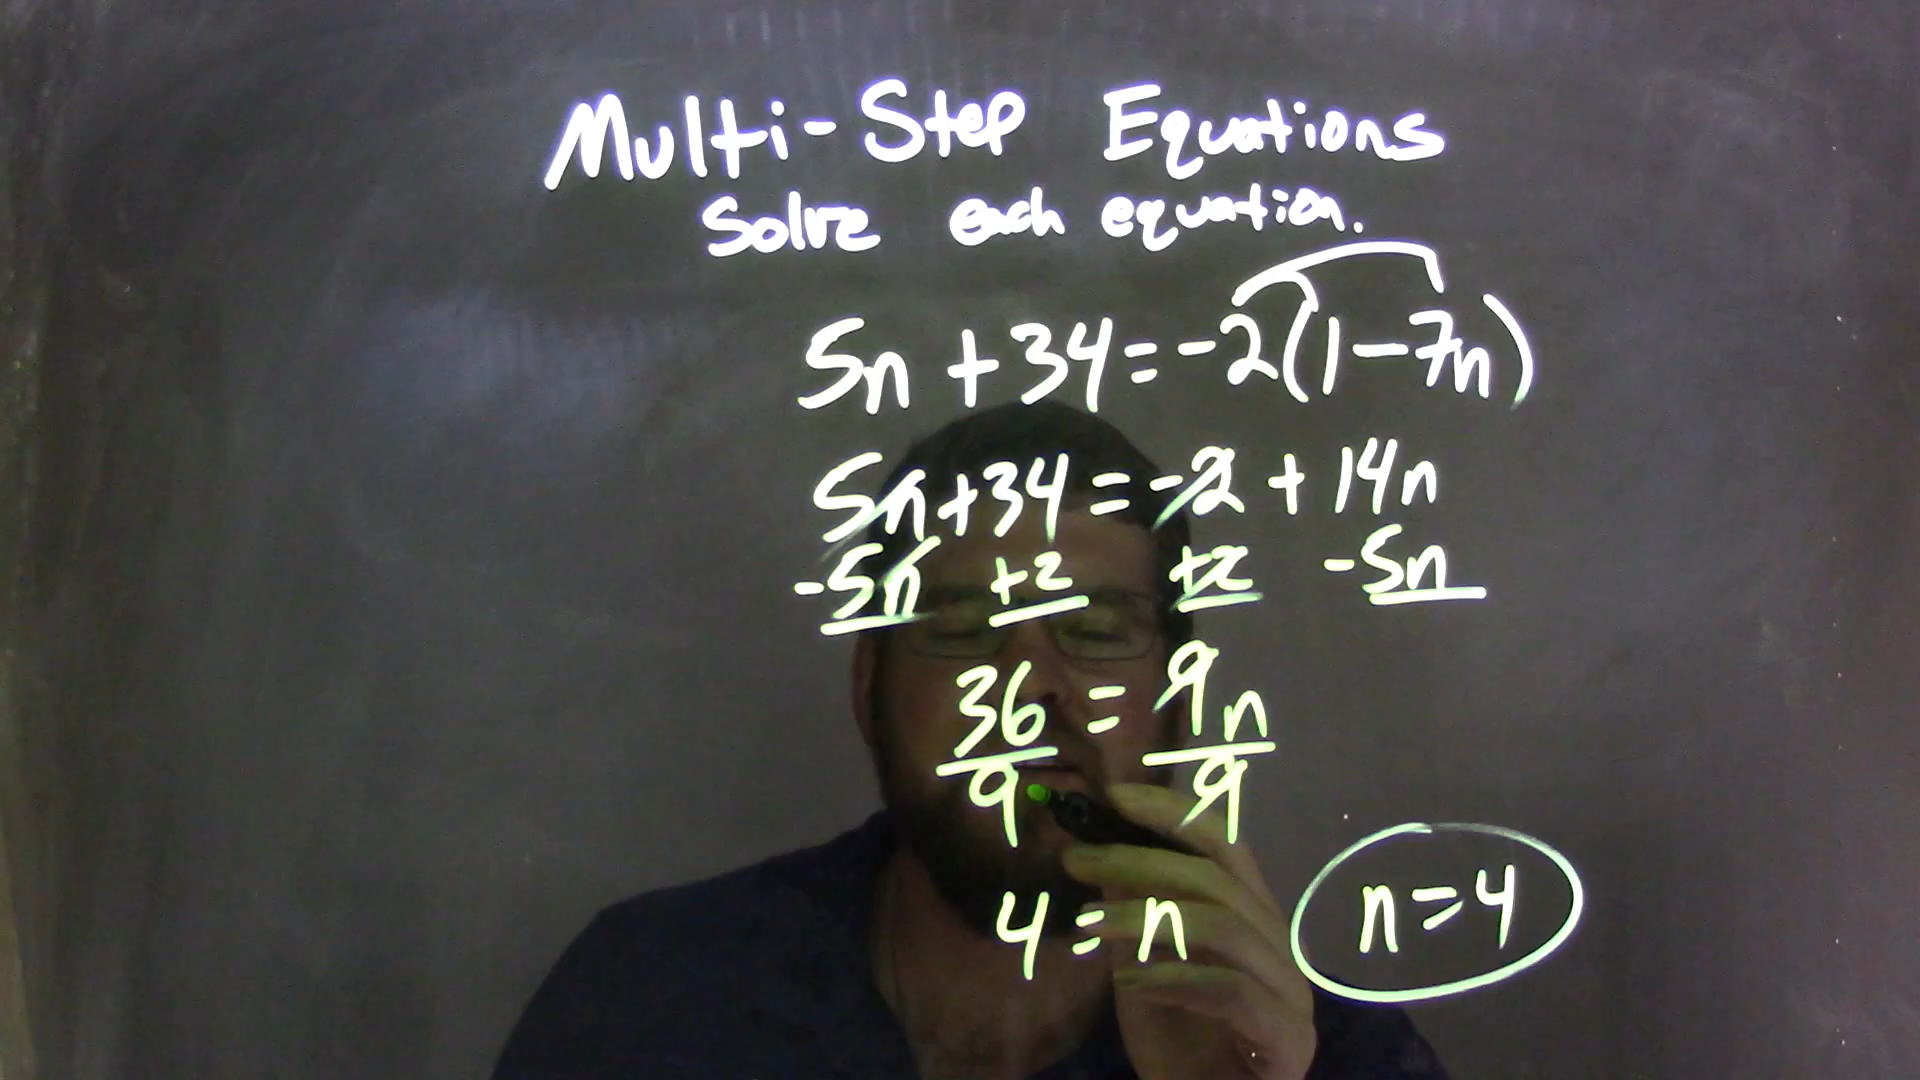 Multi-Step Equations
Solve each equation.
5n + 34 = -2(1-7n)
5n + 34 = -2 + 14n
-5n +2 +2 -5n
36 = 9n
9 9
4 = n
n = 4